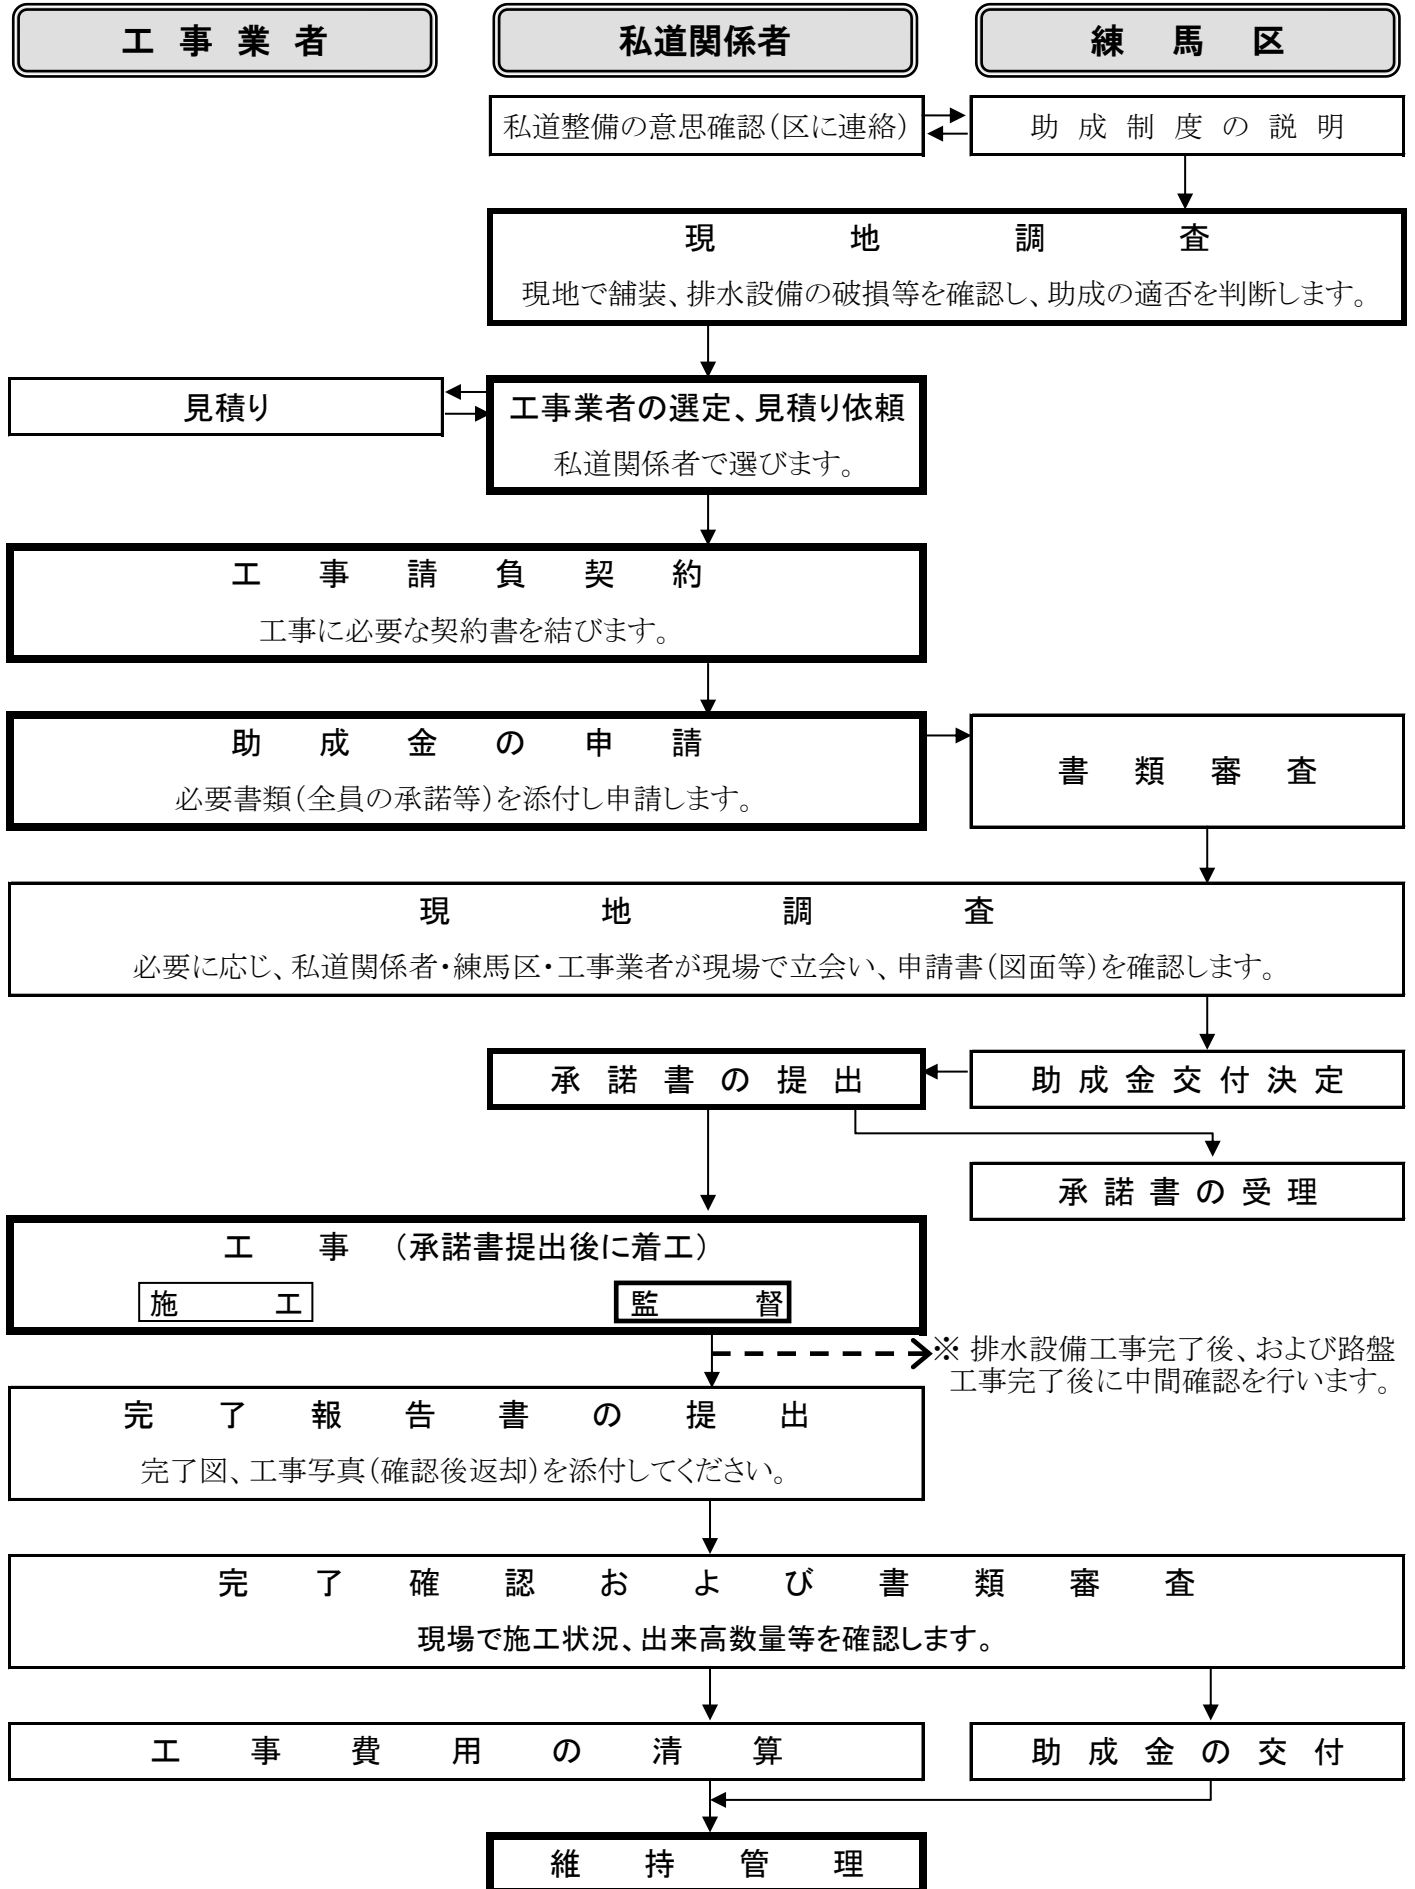 工事業者
私道関係者
練馬区
私道整備の意思確認(区に連絡)
助成制度の説明
現地調査
現地で舗装、排水設備の破損等を確認し、助成の適否を判断します。
見積り
工事業者の選定、見積り依頼
私道関係者で選びます。
工事請負契約
工事に必要な契約書を結びます。
助成金の申請
必要書類(全員の承諾等)を添付し申請します。
書類審査
現地調査
必要に応じ、私道関係者・練馬区・工事業者が現場で立会い、申請書(図面等)を確認します。
承諾書の提出
助成金交付決定
承諾書の受理
工事 (承諾書提出後に着工)
施工
監督
※ 排水設備工事完了後、および路盤
工事完了後に中間確認を行います。
完了報告書の提出
完了図、工事写真(確認後返却)を添付してください。
完了確認および書類審査
現場で施工状況、出来高数量等を確認します。
工事費用の清算
助成金の交付
維持管理